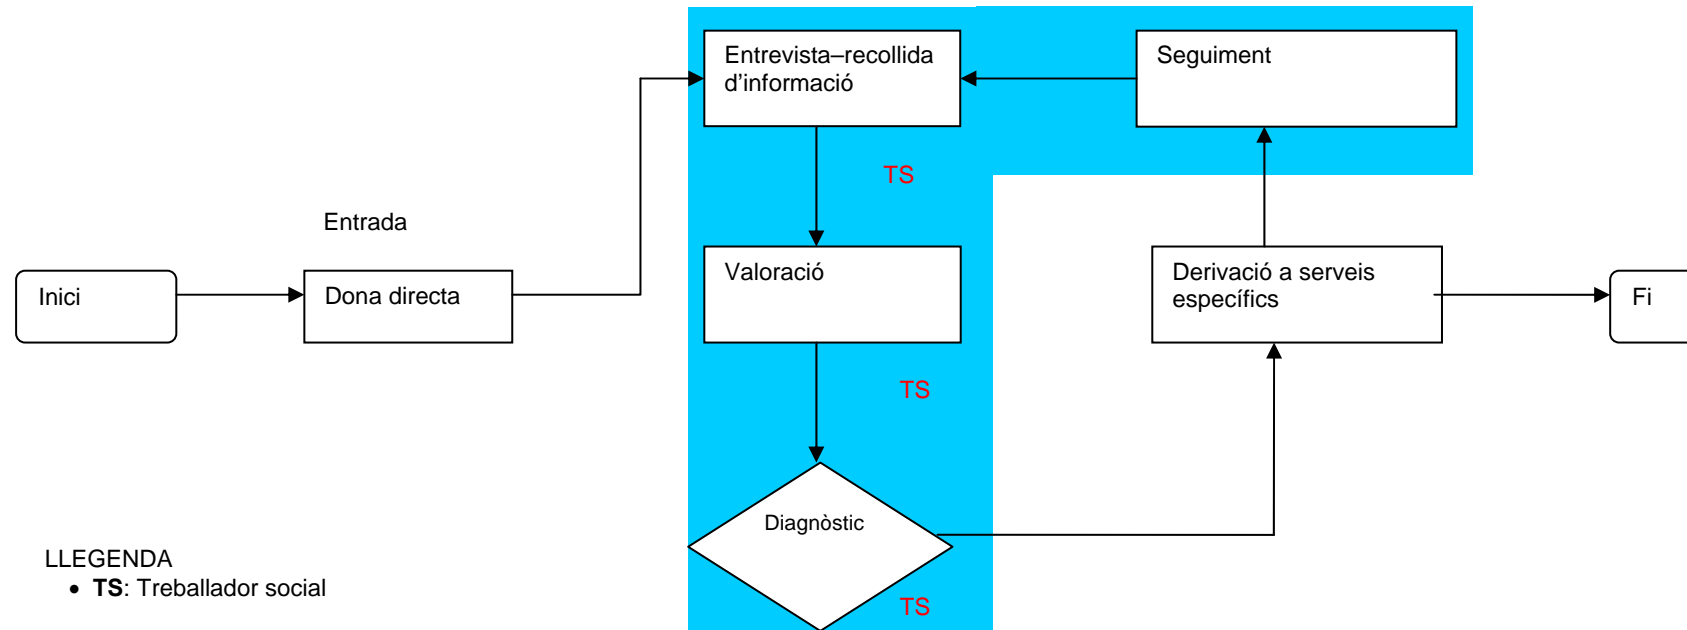 Entrevista–recollida
d'informació
Seguiment
TS
Entrada
Inici
Dona directa
Valoració
Derivació a serveis
específics
Fi
TS
Diagnòstic
LLEGENDA
• TS: Treballador social
TS